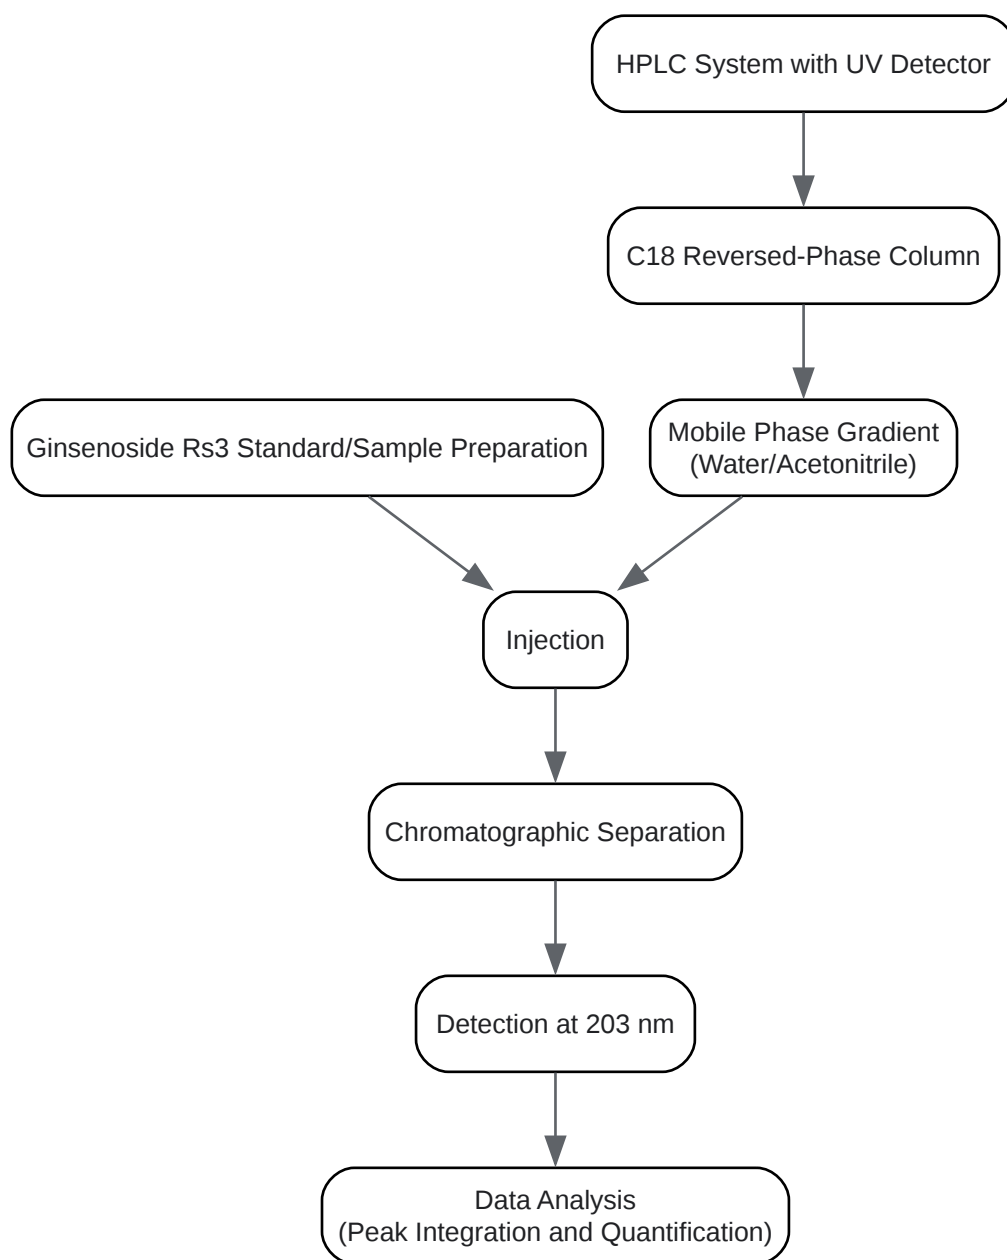 HPLC System with UV Detector
C18 Reversed-Phase Column
Ginsenoside Rs3 Standard/Sample Preparation
Mobile Phase Gradient
(Water/Acetonitrile)
Injection
Chromatographic Separation
Detection at 203 nm
Data Analysis
(Peak Integration and Quantification)